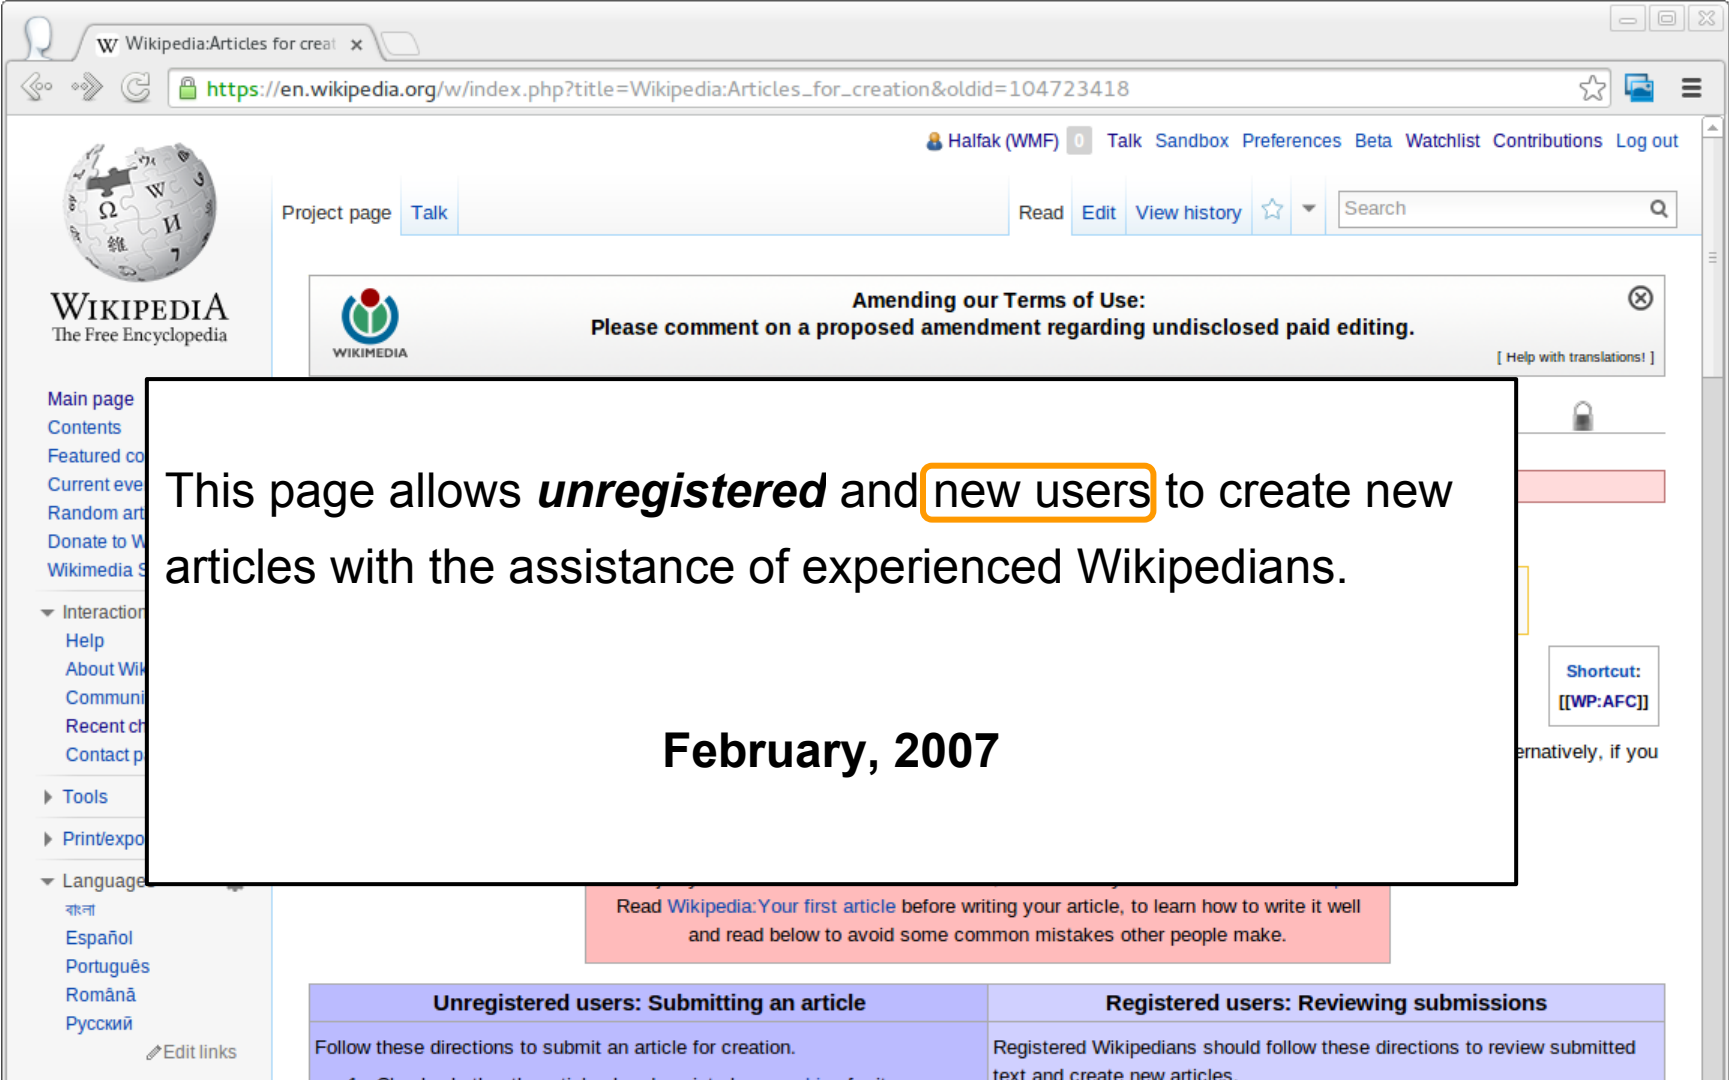 Wikipedia:Articles for creat
https://en.wikipedia.org/w/index.php?title=Wikipedia:Articles_for_creation&oldid=104723418
Halfak (WMF) 0 Talk Sandbox Preferences Beta Watchlist Contributions Log out
Project page Talk Read Edit View history Search
WIKIPEDIA
The Free Encyclopedia
Amending our Terms of Use:
Please comment on a proposed amendment regarding undisclosed paid editing.
WIKIMEDIA
[ Help with translations! ]
Main page
Contents
Featured co
Current eve
Random art
Donate to W
Wikimedia S
Interaction
Help
About Wik
Communi
Recent ch
Contact p
Tools
Print/expo
Language
বাংলা
Español
Português
Română
Русский
Edit links
This page allows unregistered and new users to create new
articles with the assistance of experienced Wikipedians.
February, 2007
Shortcut:
[[WP:AFC]]
ernatively, if you
Read Wikipedia:Your first article before writing your article, to learn how to write it well
and read below to avoid some common mistakes other people make.
Unregistered users: Submitting an article
Follow these directions to submit an article for creation.
Registered users: Reviewing submissions
Registered Wikipedians should follow these directions to review submitted
text and create new articles.